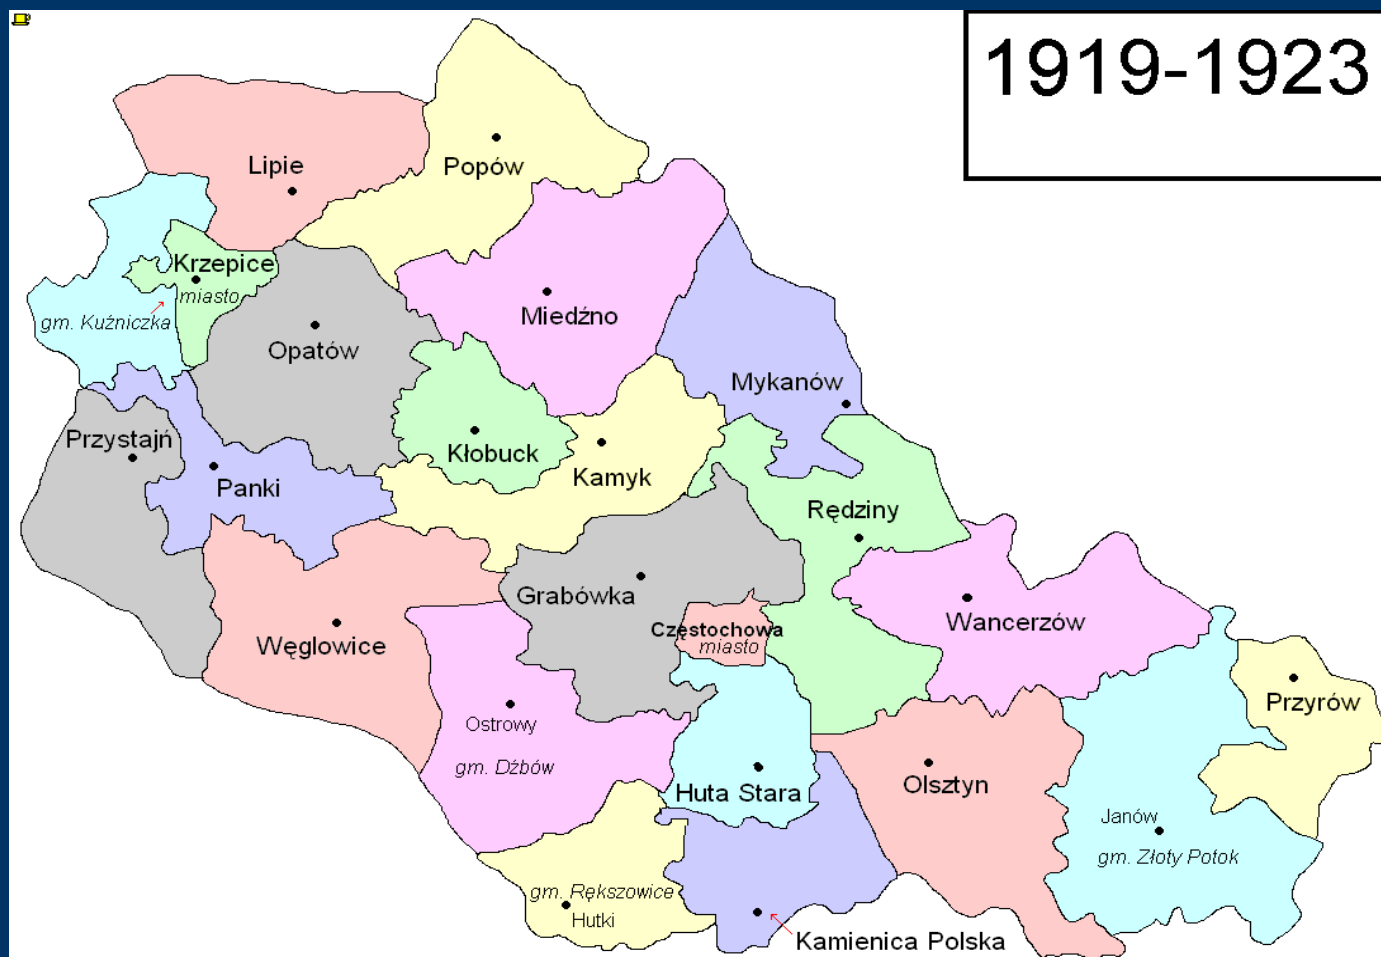 1919-1923
Lipie
Popów
Krzepice
miasto
gm. Kuźniczka
Miedźno
Opatów
Mykanów
Przystajń
Kłobuck
Panki
Kamyk
Rędziny
Grabówka
Częstochowa
miasto
Wancerzów
Węglowice
Przyrów
Ostrowy
gm. Dźbów
Huta Stara
Olsztyn
Janów
gm. Złoty Potok
gm. Rększowice
Hutki
Kamienica Polska